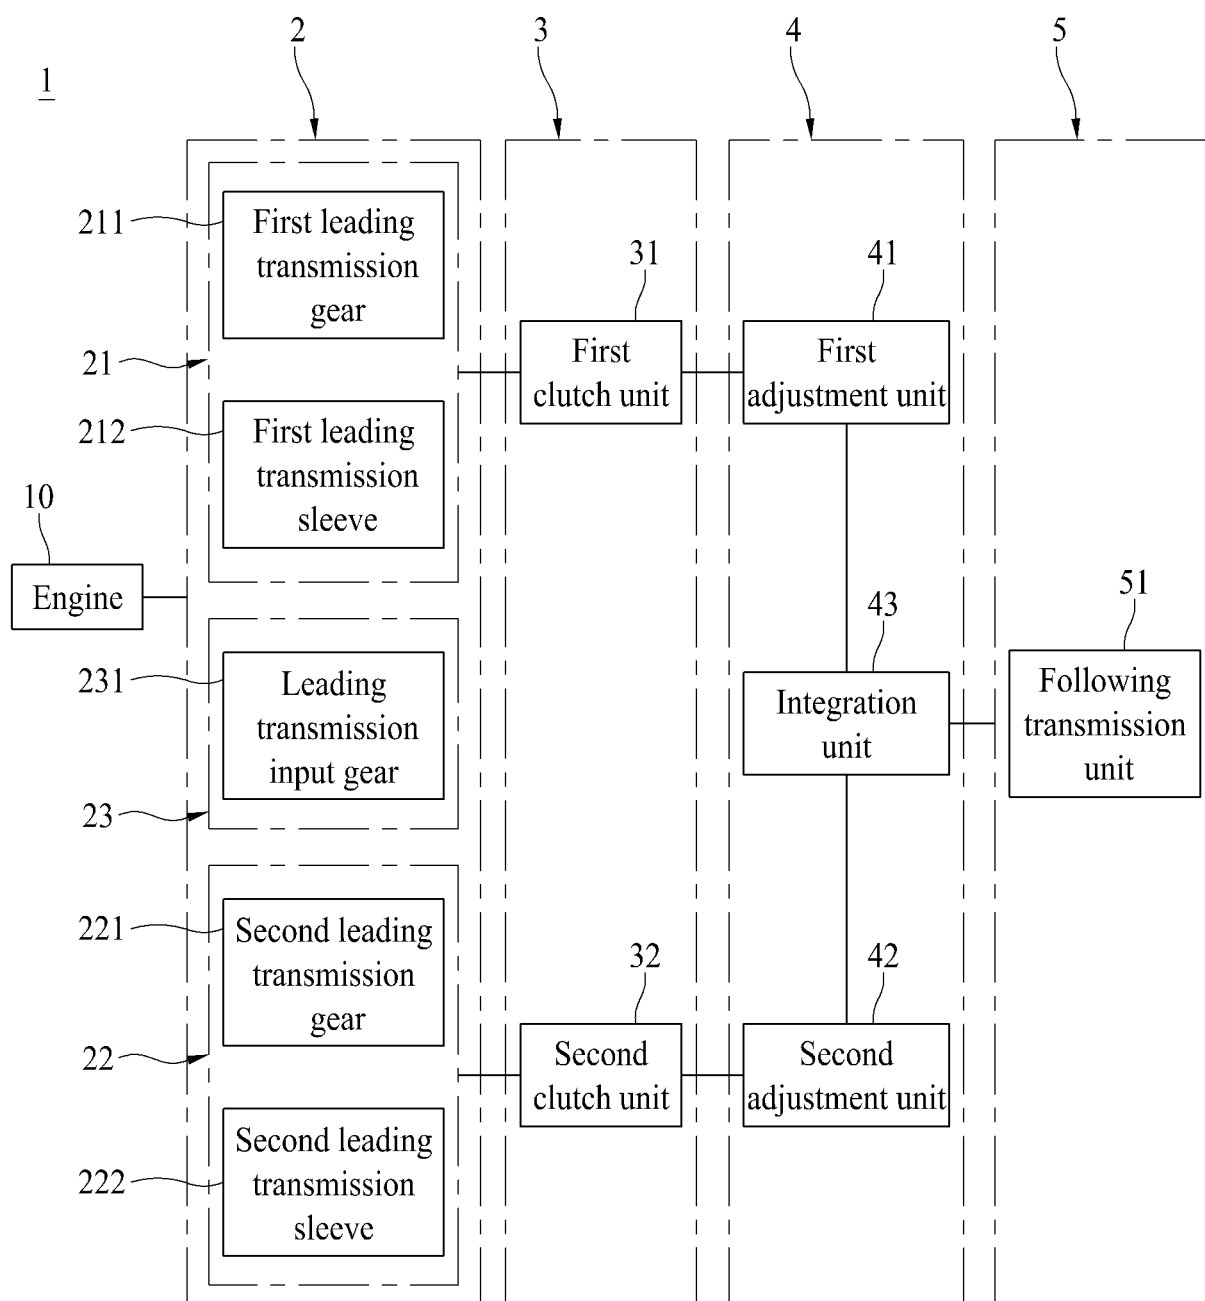 2
3
4
5
1
211
First leading
transmission
gear
31
41
21
First
clutch unit
First
adjustment unit
212
First leading
transmission
sleeve
10
Engine
43
51
231
Leading
transmission
input gear
Integration
unit
Following
transmission
unit
23
221
Second leading
transmission
gear
32
42
22
Second
clutch unit
Second
adjustment unit
222
Second leading
transmission
sleeve